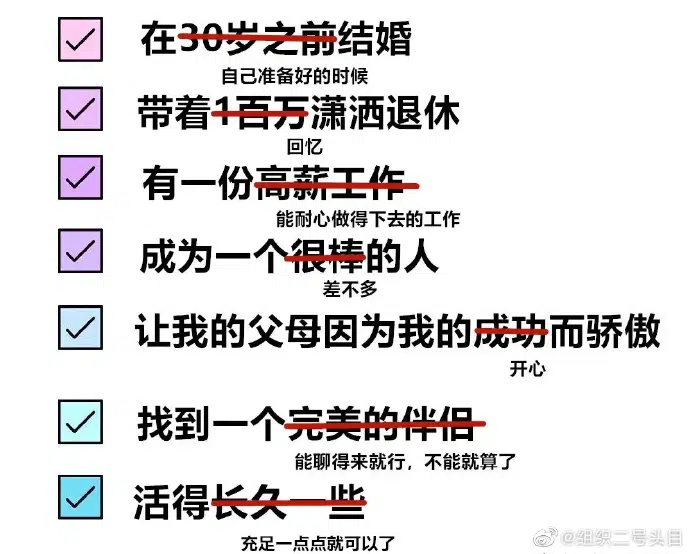 在30岁之前结婚
自己准备好的时候
带着1百万潇洒退休
回忆
有一份高薪工作
能耐心做得下去的工作
成为一个很棒的人
差不多
让我的父母因为我的成功而骄傲
开心
找到一个完美的伴侣
能聊得来就行，不能就算了
活得长久一些
充足一点点就可以了
@组织二号头目